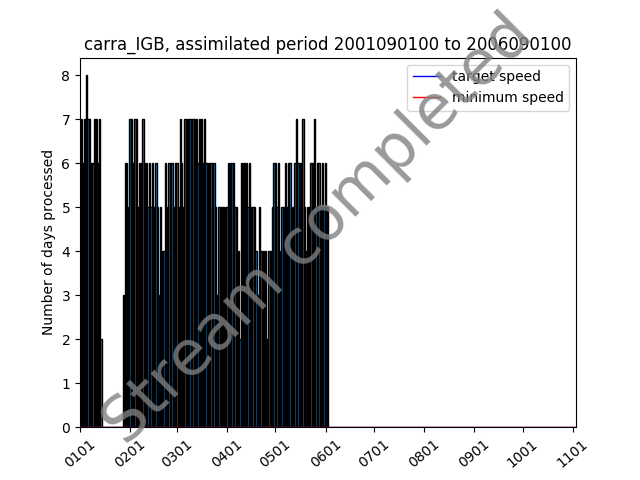 carra_IGB, assimilated period 2001090100 to 2006090100
target speed
minimum speed
Number of days processed
8
7
6
5
4
3
2
1
0
0101 0201 0301 0401 0501 0601 0701 0801 0901 1001 1101
Stream completed